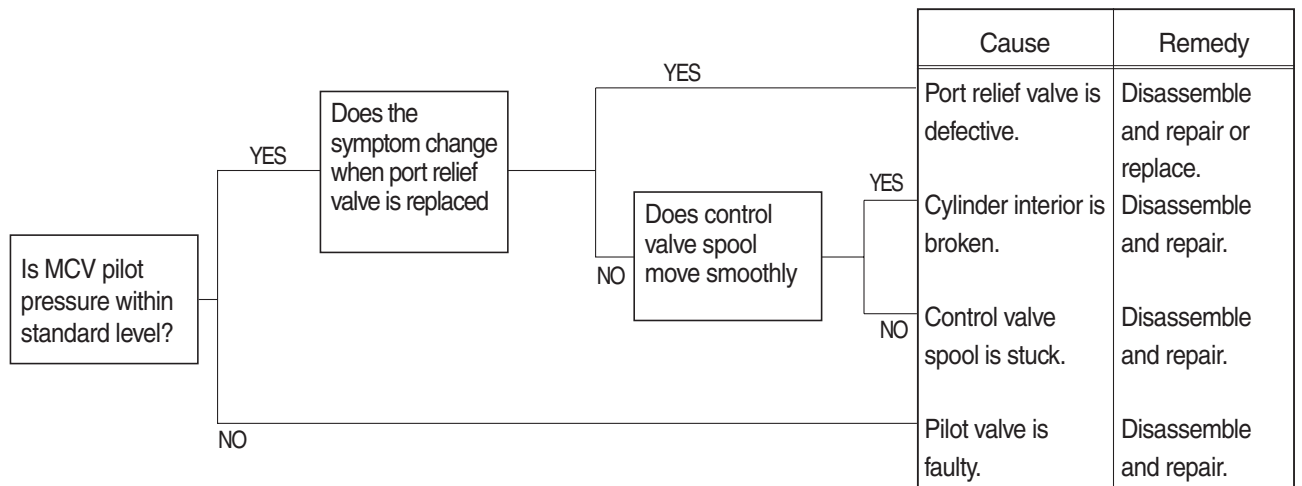 Is MCV pilot
pressure within
standard level?
YES
NO
Does the
symptom change
when port relief
valve is replaced
YES
NO
Does control
valve spool
move smoothly
YES
NO
Cause
Remedy
Port relief valve is
defective.
Disassemble
and repair or
replace.
Cylinder interior is
broken.
Disassemble
and repair.
Control valve
spool is stuck.
Disassemble
and repair.
Pilot valve is
faulty.
Disassemble
and repair.